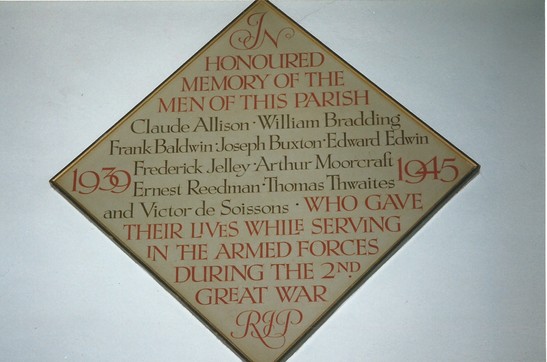 IN
HONOURED
MEMORY OF THE
MEN OF THIS PARISH
Claude Allison · William Bradding
Frank Baldwin · Joseph Buxton · Edward Edwin
1939 Frederick Jelley · Arthur Moorcraft 1945
Ernest Reedman · Thomas Thwaites
and Victor de Soissons · WHO GAVE
THEIR LIVES WHILE SERVING
IN THE ARMED FORCES
DURING THE 2ND
GREAT WAR
RIP